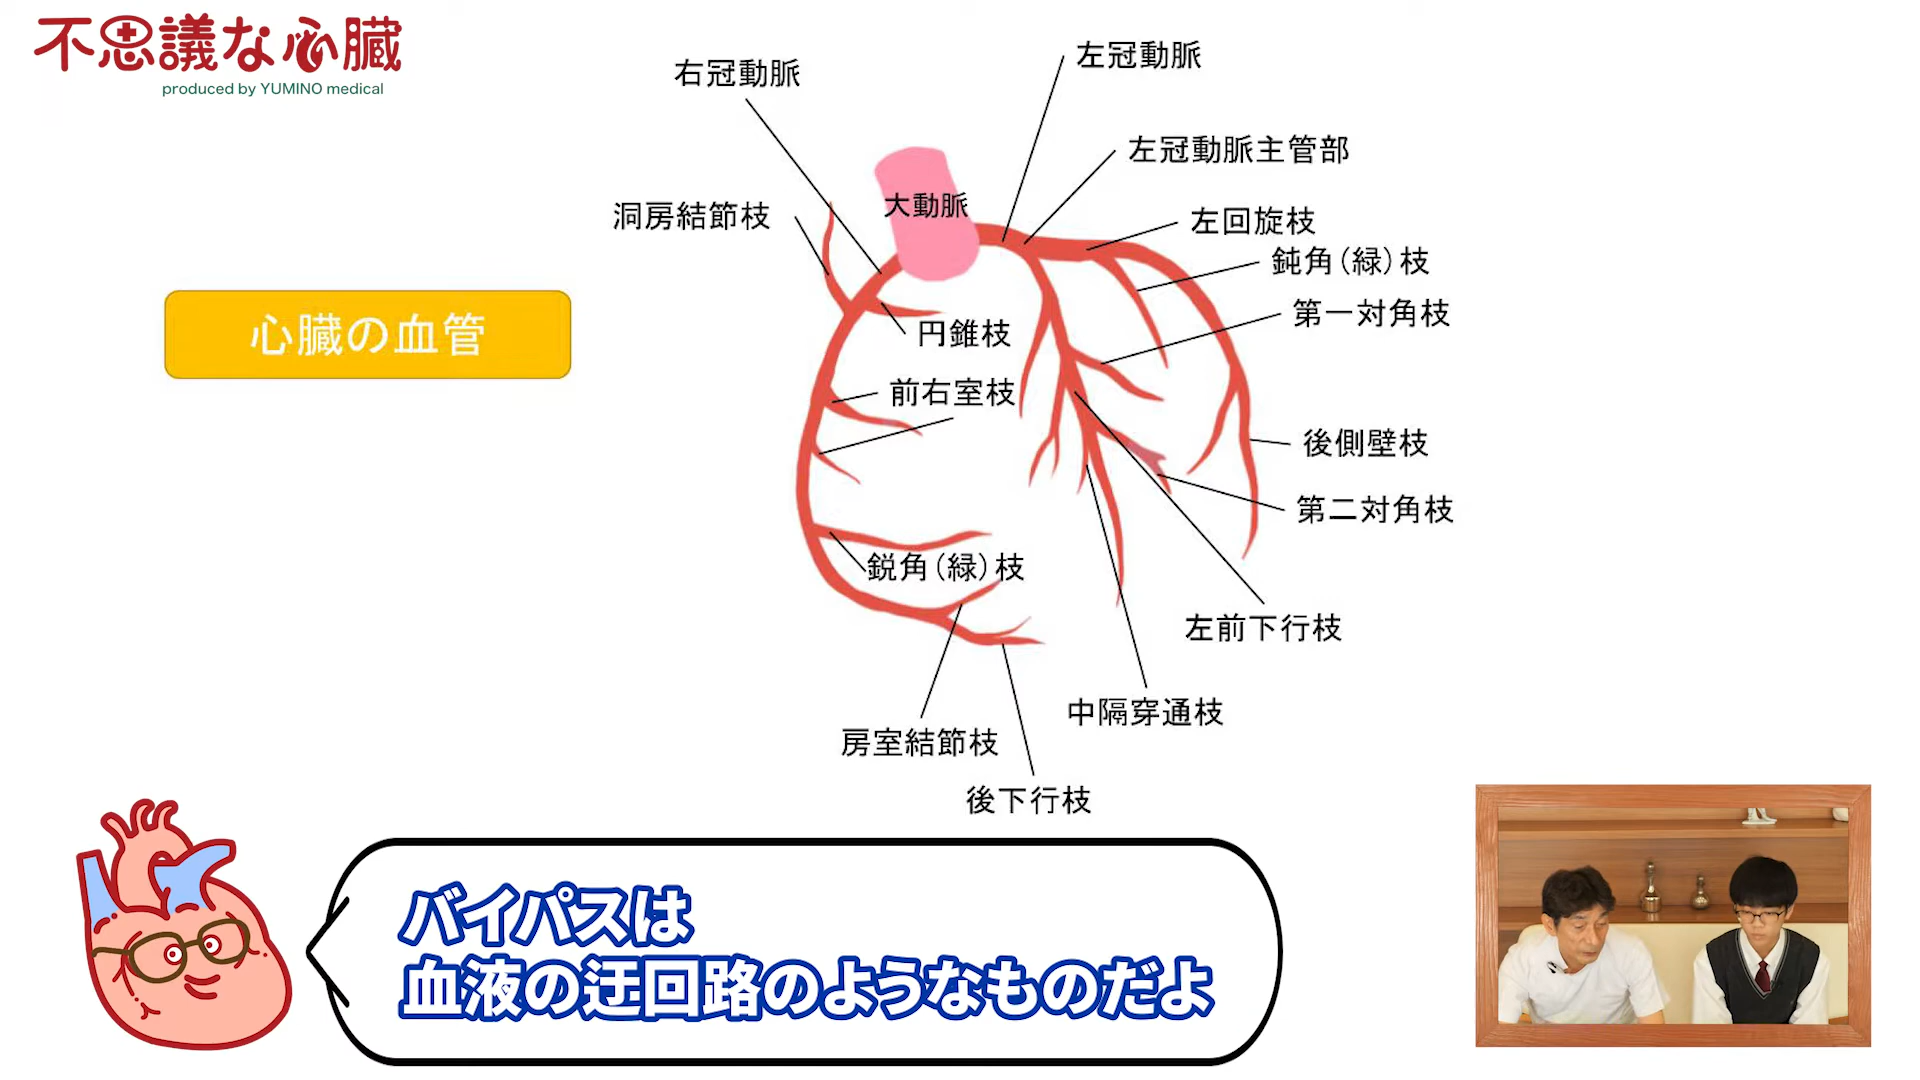 不思議な心臓
produced by YUMINO medical
左冠動脈
右冠動脈
左冠動脈主管部
大動脈
洞房結節枝
左回旋枝
鈍角(緑)枝
第一対角枝
心臓の血管
円錐枝
前右室枝
後側壁枝
第二対角枝
鋭角(緑)枝
左前下行枝
中隔穿通枝
房室結節枝
後下行枝
バイパスは
血液の迂回路のようなものだよ